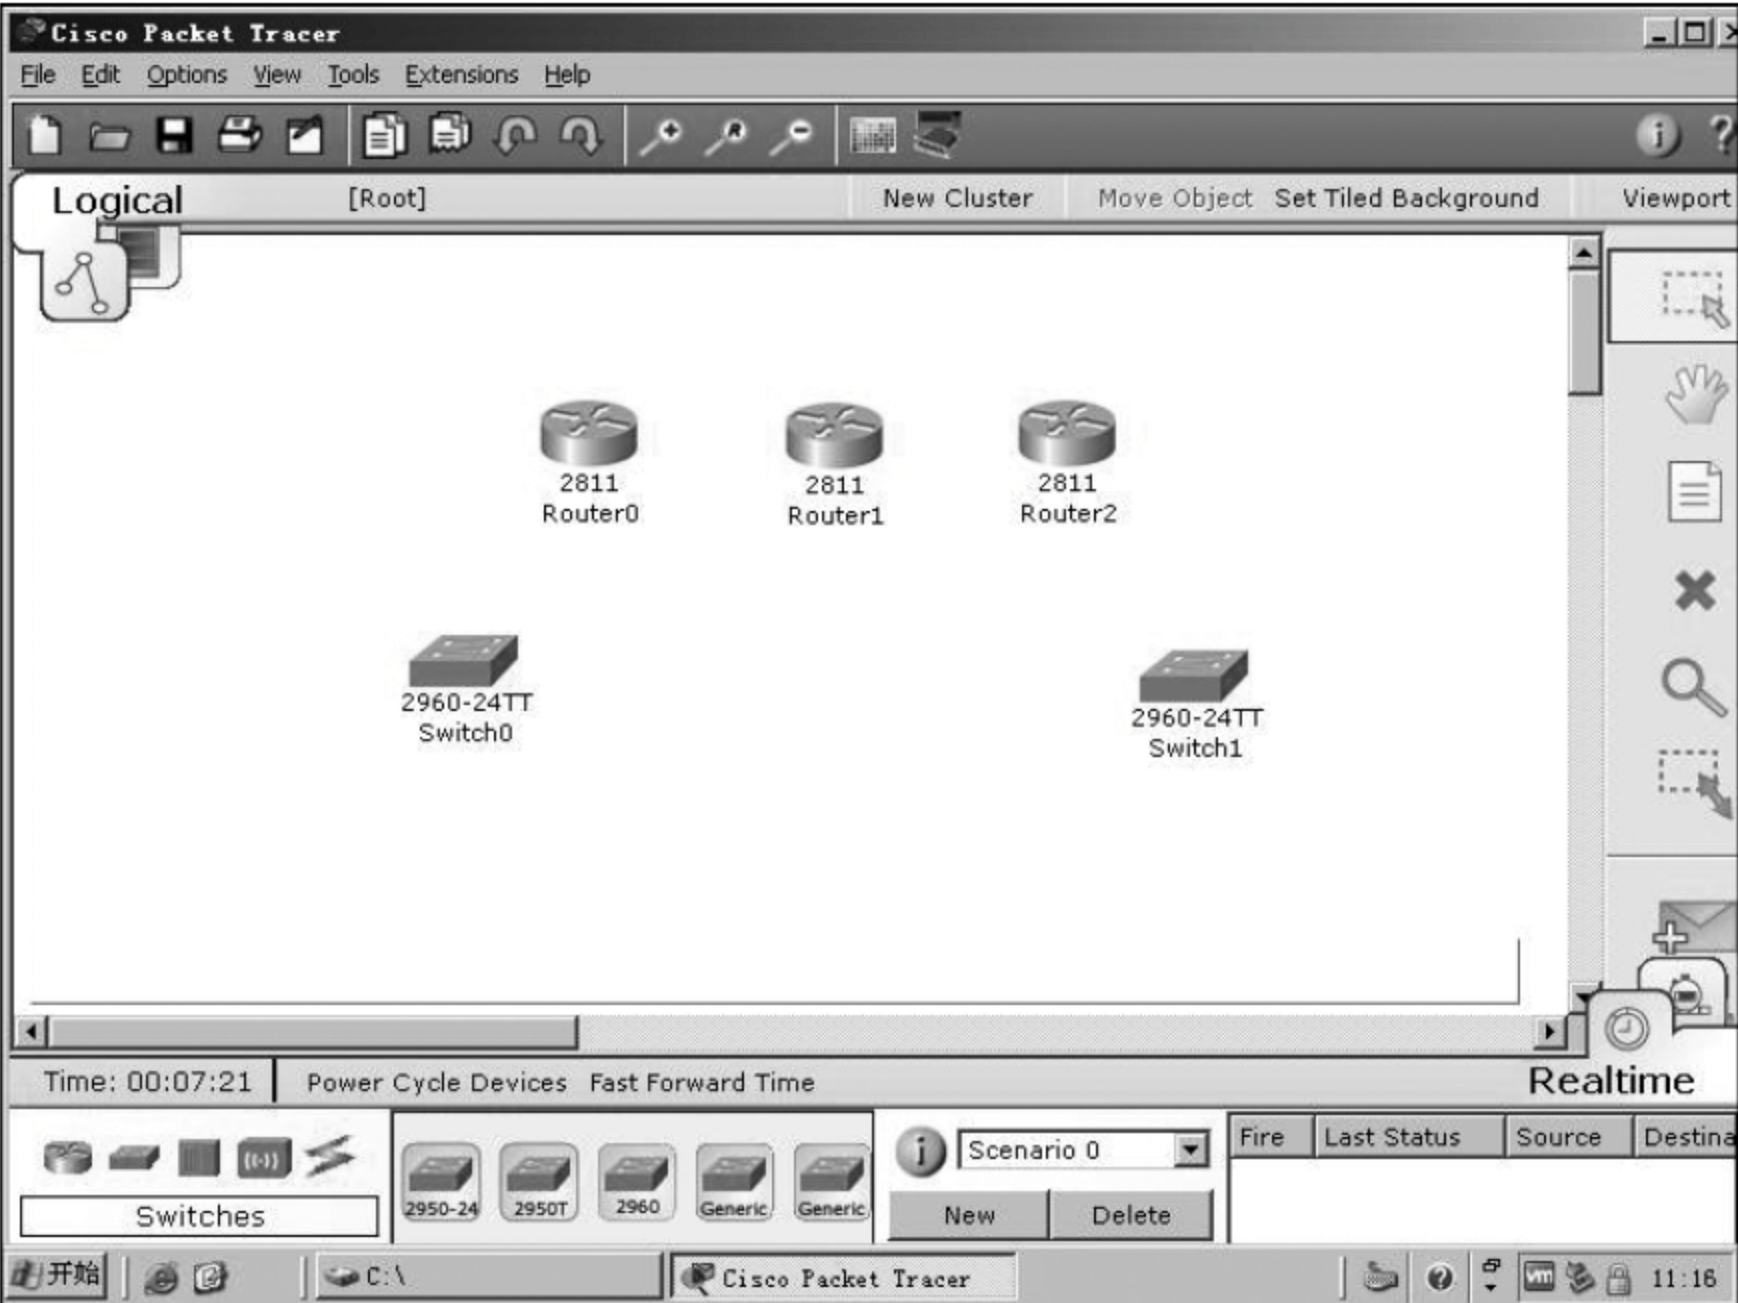 Cisco Packet Tracer
File Edit Options View Tools Extensions Help
Logical [Root] New Cluster Move Object Set Tiled Background Viewport
2811 2811 2811
Router0 Router1 Router2
2960-24TT 2960-24TT
Switch0 Switch1
Time: 00:07:21 Power Cycle Devices Fast Forward Time Realtime
Fire Last Status Source Destina
Scenario 0
2950-24 2950T 2960 Generic Generic
Switches New Delete
开始 C:\ Cisco Packet Tracer 11:16